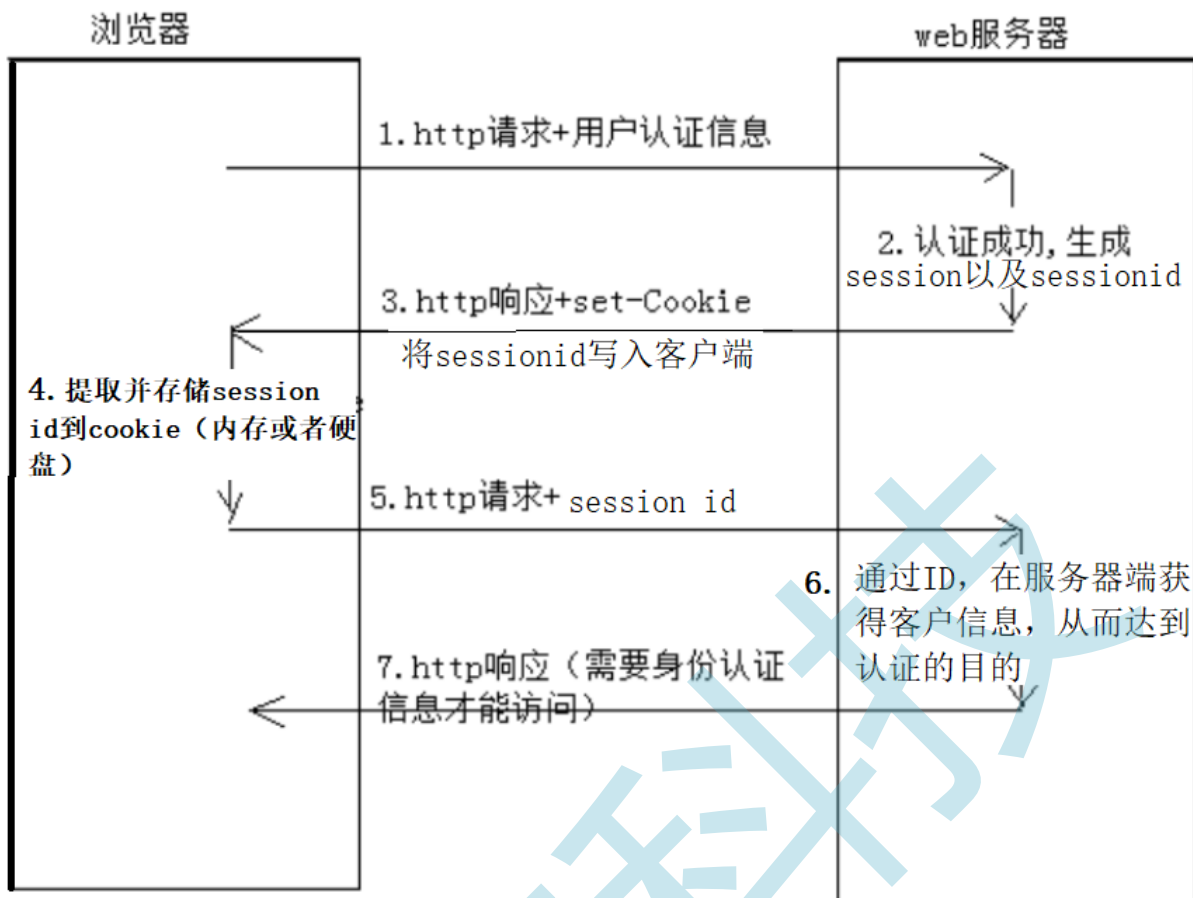 浏览器
web服务器
1.http请求+用户认证信息
2.认证成功,生成
session以及sessionid
3.http响应+set-Cookie
将sessionid写入客户端
4.提取并存储session
id到cookie（内存或者硬
盘）
5.http请求+ session id
6. 通过ID，在服务器端获
得客户信息，从而达到
认证的目的
7.http响应（需要身份认证
信息才能访问）
科技